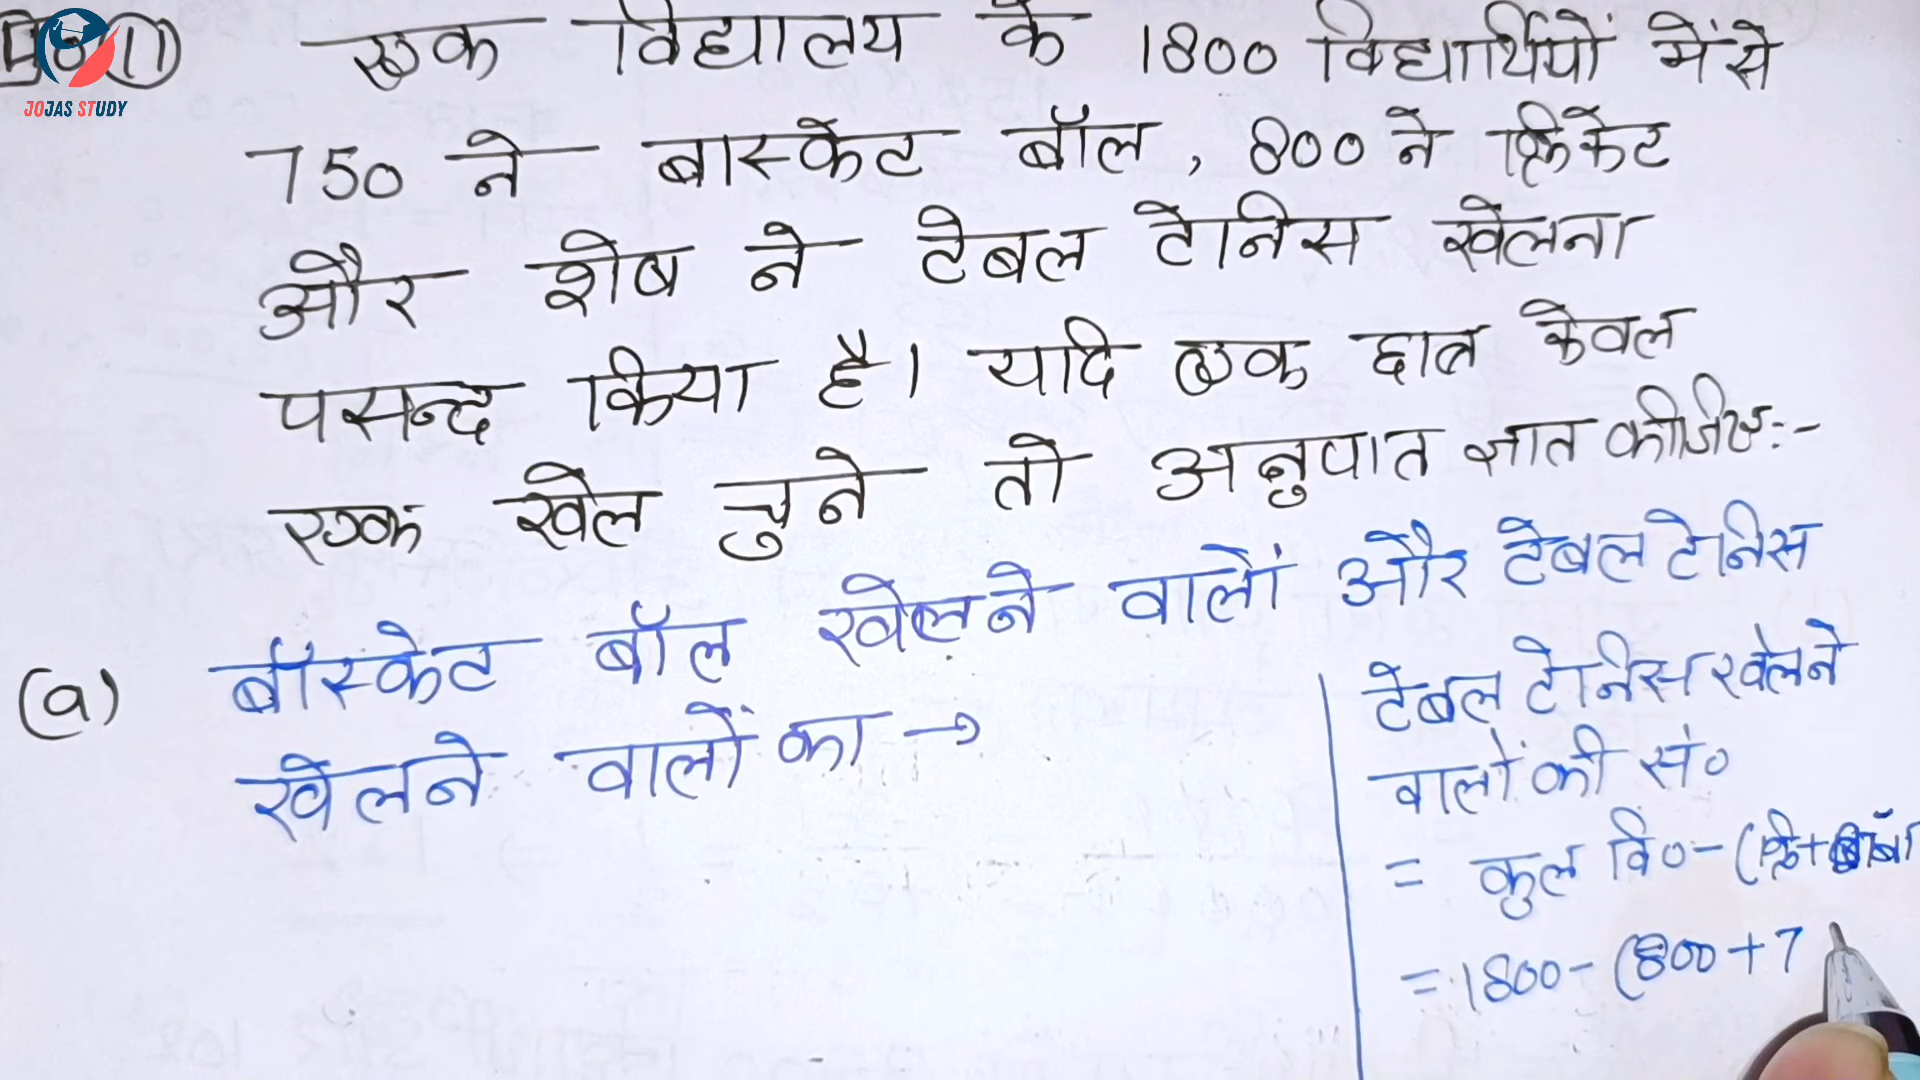 प्र० 11 एक विद्यालय के 1800 विद्यार्थियों में से
JOJAS STUDY
750 ने बास्केट बॉल, 800 ने क्रिकेट
और शेष ने टेबल टेनिस खेलना
पसन्द किया है। यदि एक छात्र केवल
एक खेल चुने तो अनुपात ज्ञात कीजिए:-
(a) बॉस्केट बॉल खेलने वालों और टेबल टेनिस
खेलने वालों का →
टेबल टेनिस खेलने
वालों की सं०
= कुल वि० - (क्रि +
= 1800 - (800 + 7